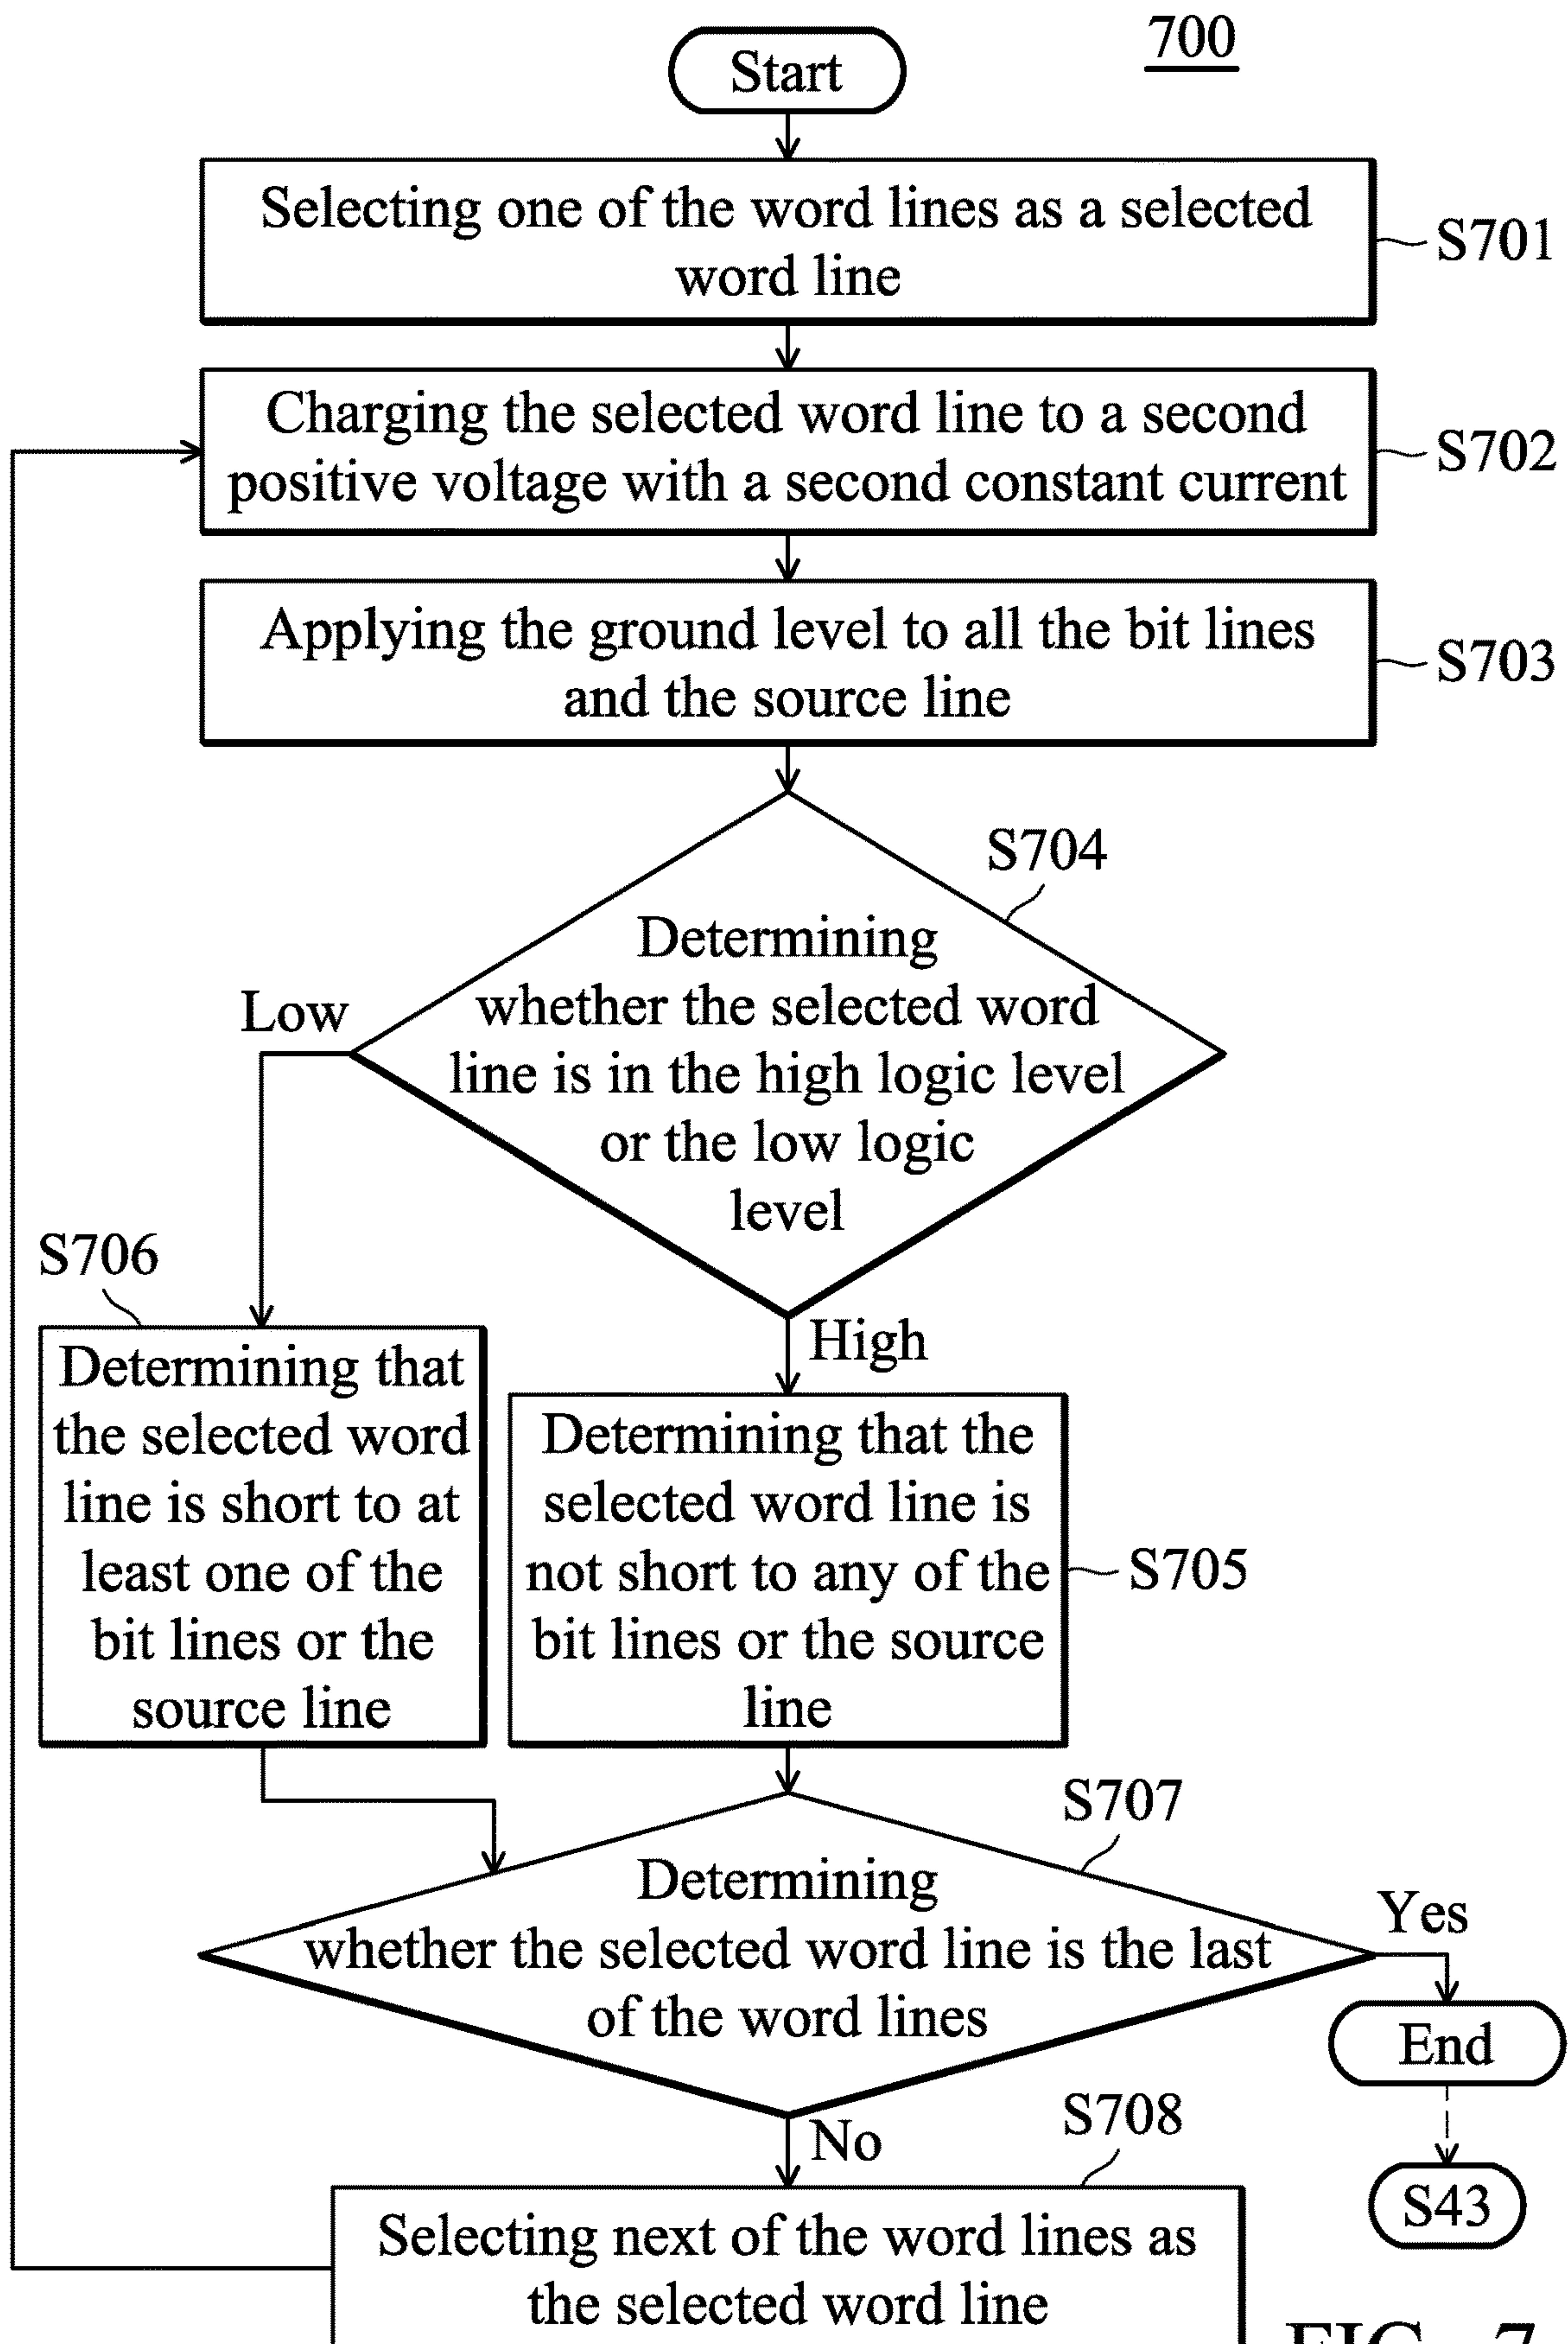 700
Start
Selecting one of the word lines as a selected
word line
S701
Charging the selected word line to a second
positive voltage with a second constant current
S702
Applying the ground level to all the bit lines
and the source line
S703
S704
Determining
whether the selected word
line is in the high logic level
or the low logic
level
Low
High
S706
Determining that
the selected word
line is short to at
least one of the
bit lines or the
source line
Determining that the
selected word line is
not short to any of the
bit lines or the source
line
S705
S707
Determining
whether the selected word line is the last
of the word lines
Yes
End
S43
No
S708
Selecting next of the word lines as
the selected word line
FIG. 7